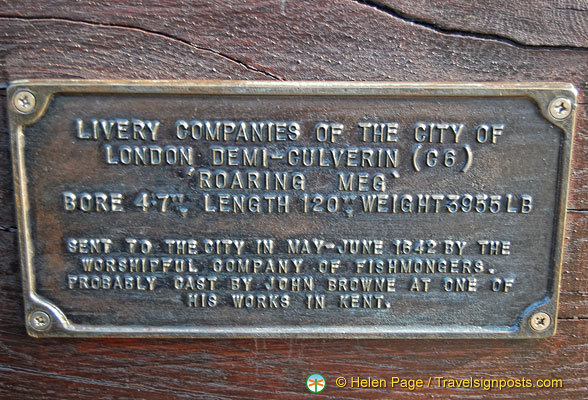 LIVERY COMPANIES OF THE CITY OF
LONDON DEMI-CULVERIN (C6)
'ROARING MEG'
BORE 4·7" LENGTH 120" WEIGHT 3955 LB
SENT TO THE CITY IN MAY-JUNE 1642 BY THE
WORSHIPFUL COMPANY OF FISHMONGERS.
PROBABLY CAST BY JOHN BROWNE AT ONE OF
HIS WORKS IN KENT.
© Helen Page / Travelsignposts.com